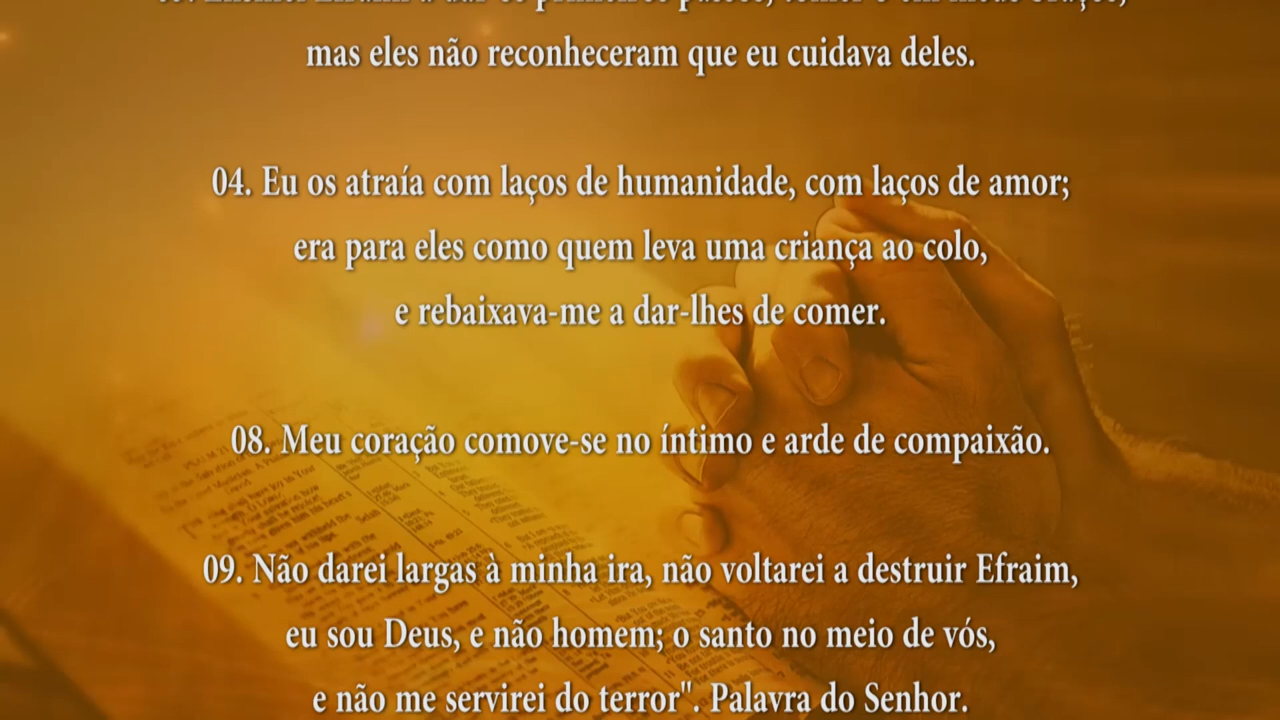 mas eles não reconheceram que eu cuidava deles.
04. Eu os atraía com laços de humanidade, com laços de amor;
era para eles como quem leva uma criança ao colo,
e rebaixava-me a dar-lhes de comer.
08. Meu coração comove-se no íntimo e arde de compaixão.
09. Não darei largas à minha ira, não voltarei a destruir Efraim,
eu sou Deus, e não homem; o santo no meio de vós,
e não me servirei do terror". Palavra do Senhor.